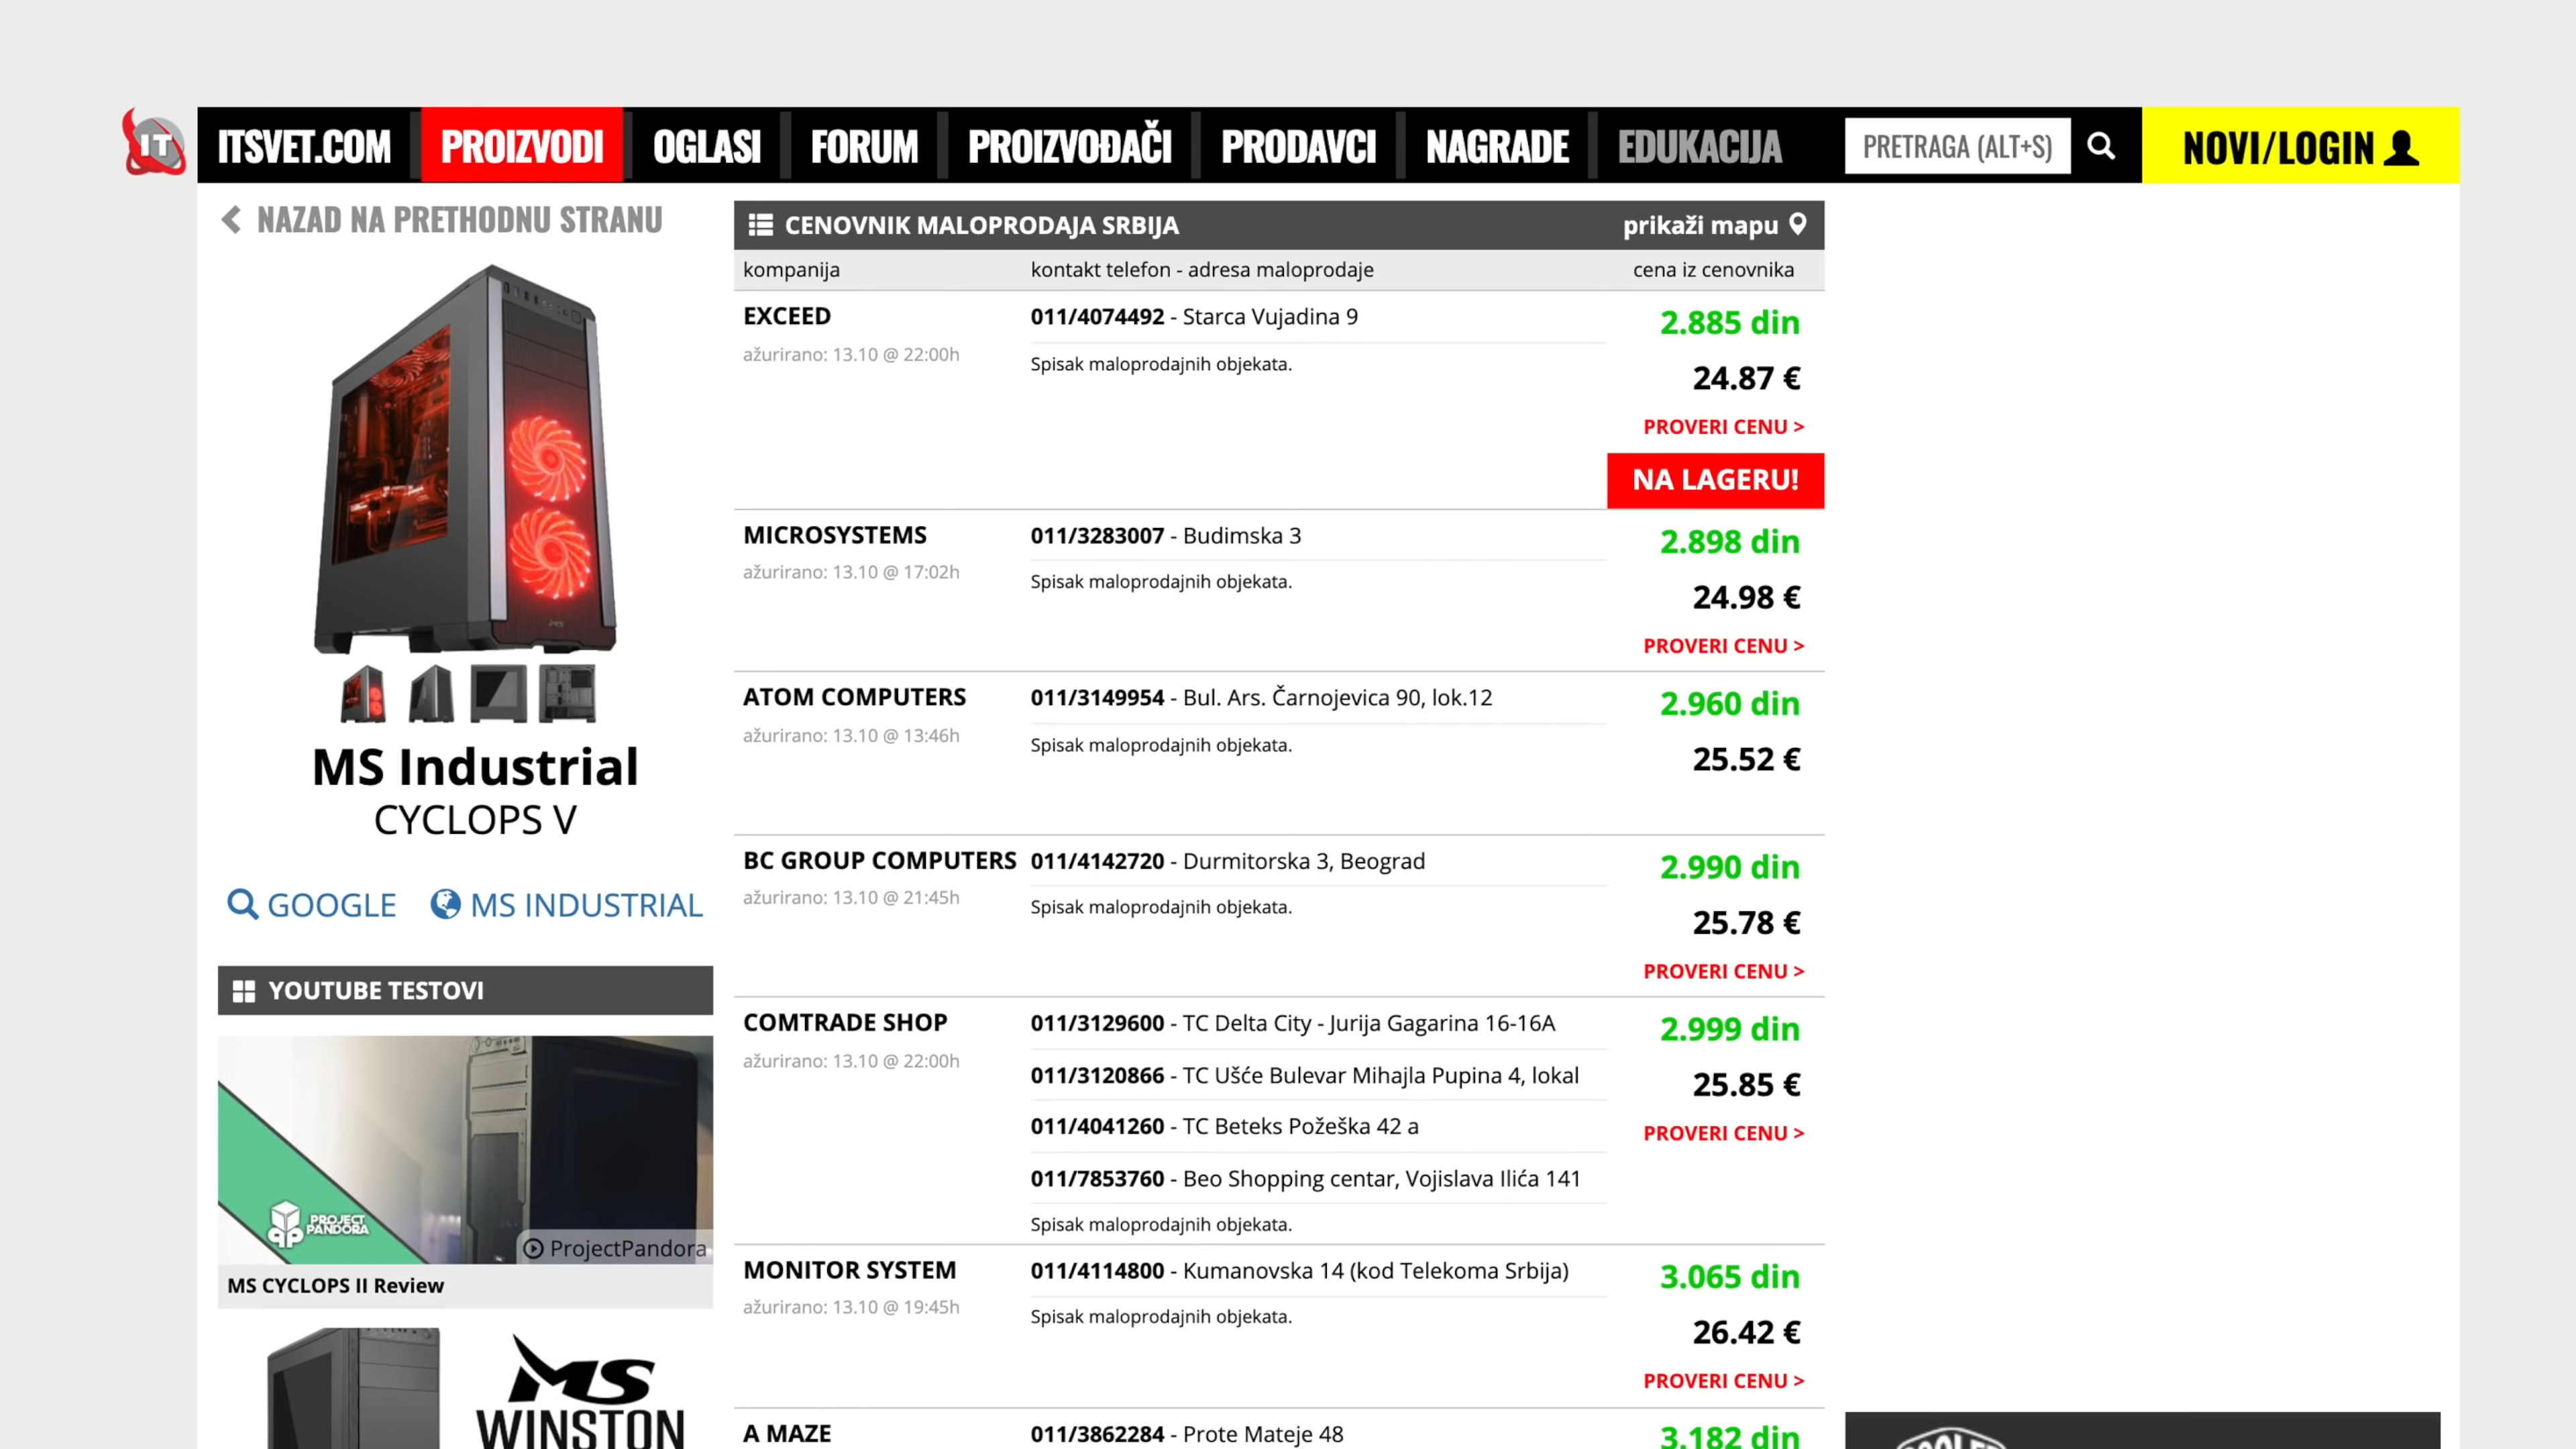 IT ITSVET.COM PROIZVODI OGLASI FORUM PROIZVOĐAČI PRODAVCI NAGRADE EDUKACIJA PRETRAGA (ALT+S) NOVI/LOGIN
NAZAD NA PRETHODNU STRANU
MS Industrial
CYCLOPS V
GOOGLE MS INDUSTRIAL
YOUTUBE TESTOVI
PROJECT
PANDORA
ProjectPandora
MS CYCLOPS II Review
MS
WINSTON
CENOVNIK MALOPRODAJA SRBIJA prikaži mapu
kompanija kontakt telefon - adresa maloprodaje cena iz cenovnika
EXCEED 011/4074492 - Starca Vujadina 9 2.885 din
ažurirano: 13.10 @ 22:00h Spisak maloprodajnih objekata. 24.87 €
PROVERI CENU >
NA LAGERU!
MICROSYSTEMS 011/3283007 - Budimska 3 2.898 din
ažurirano: 13.10 @ 17:02h Spisak maloprodajnih objekata. 24.98 €
PROVERI CENU >
ATOM COMPUTERS 011/3149954 - Bul. Ars. Čarnojevica 90, lok.12 2.960 din
ažurirano: 13.10 @ 13:46h Spisak maloprodajnih objekata. 25.52 €
BC GROUP COMPUTERS 011/4142720 - Durmitorska 3, Beograd 2.990 din
ažurirano: 13.10 @ 21:45h Spisak maloprodajnih objekata. 25.78 €
PROVERI CENU >
COMTRADE SHOP 011/3129600 - TC Delta City - Jurija Gagarina 16-16A 2.999 din
ažurirano: 13.10 @ 22:00h 011/3120866 - TC Ušće Bulevar Mihajla Pupina 4, lokal 25.85 €
011/4041260 - TC Beteks Požeška 42 a PROVERI CENU >
011/7853760 - Beo Shopping centar, Vojislava Ilića 141
Spisak maloprodajnih objekata.
MONITOR SYSTEM 011/4114800 - Kumanovska 14 (kod Telekoma Srbija) 3.065 din
ažurirano: 13.10 @ 19:45h Spisak maloprodajnih objekata. 26.42 €
PROVERI CENU >
A MAZE 011/3862284 - Prote Mateje 48 3.182 din